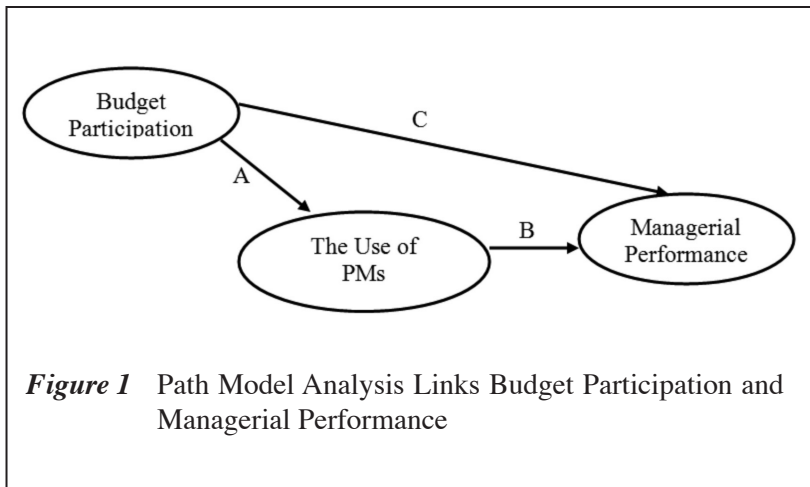 Budget
Participation
C
A
The Use of
PMs
B
Managerial
Performance
Figure 1 Path Model Analysis Links Budget Participation and
Managerial Performance